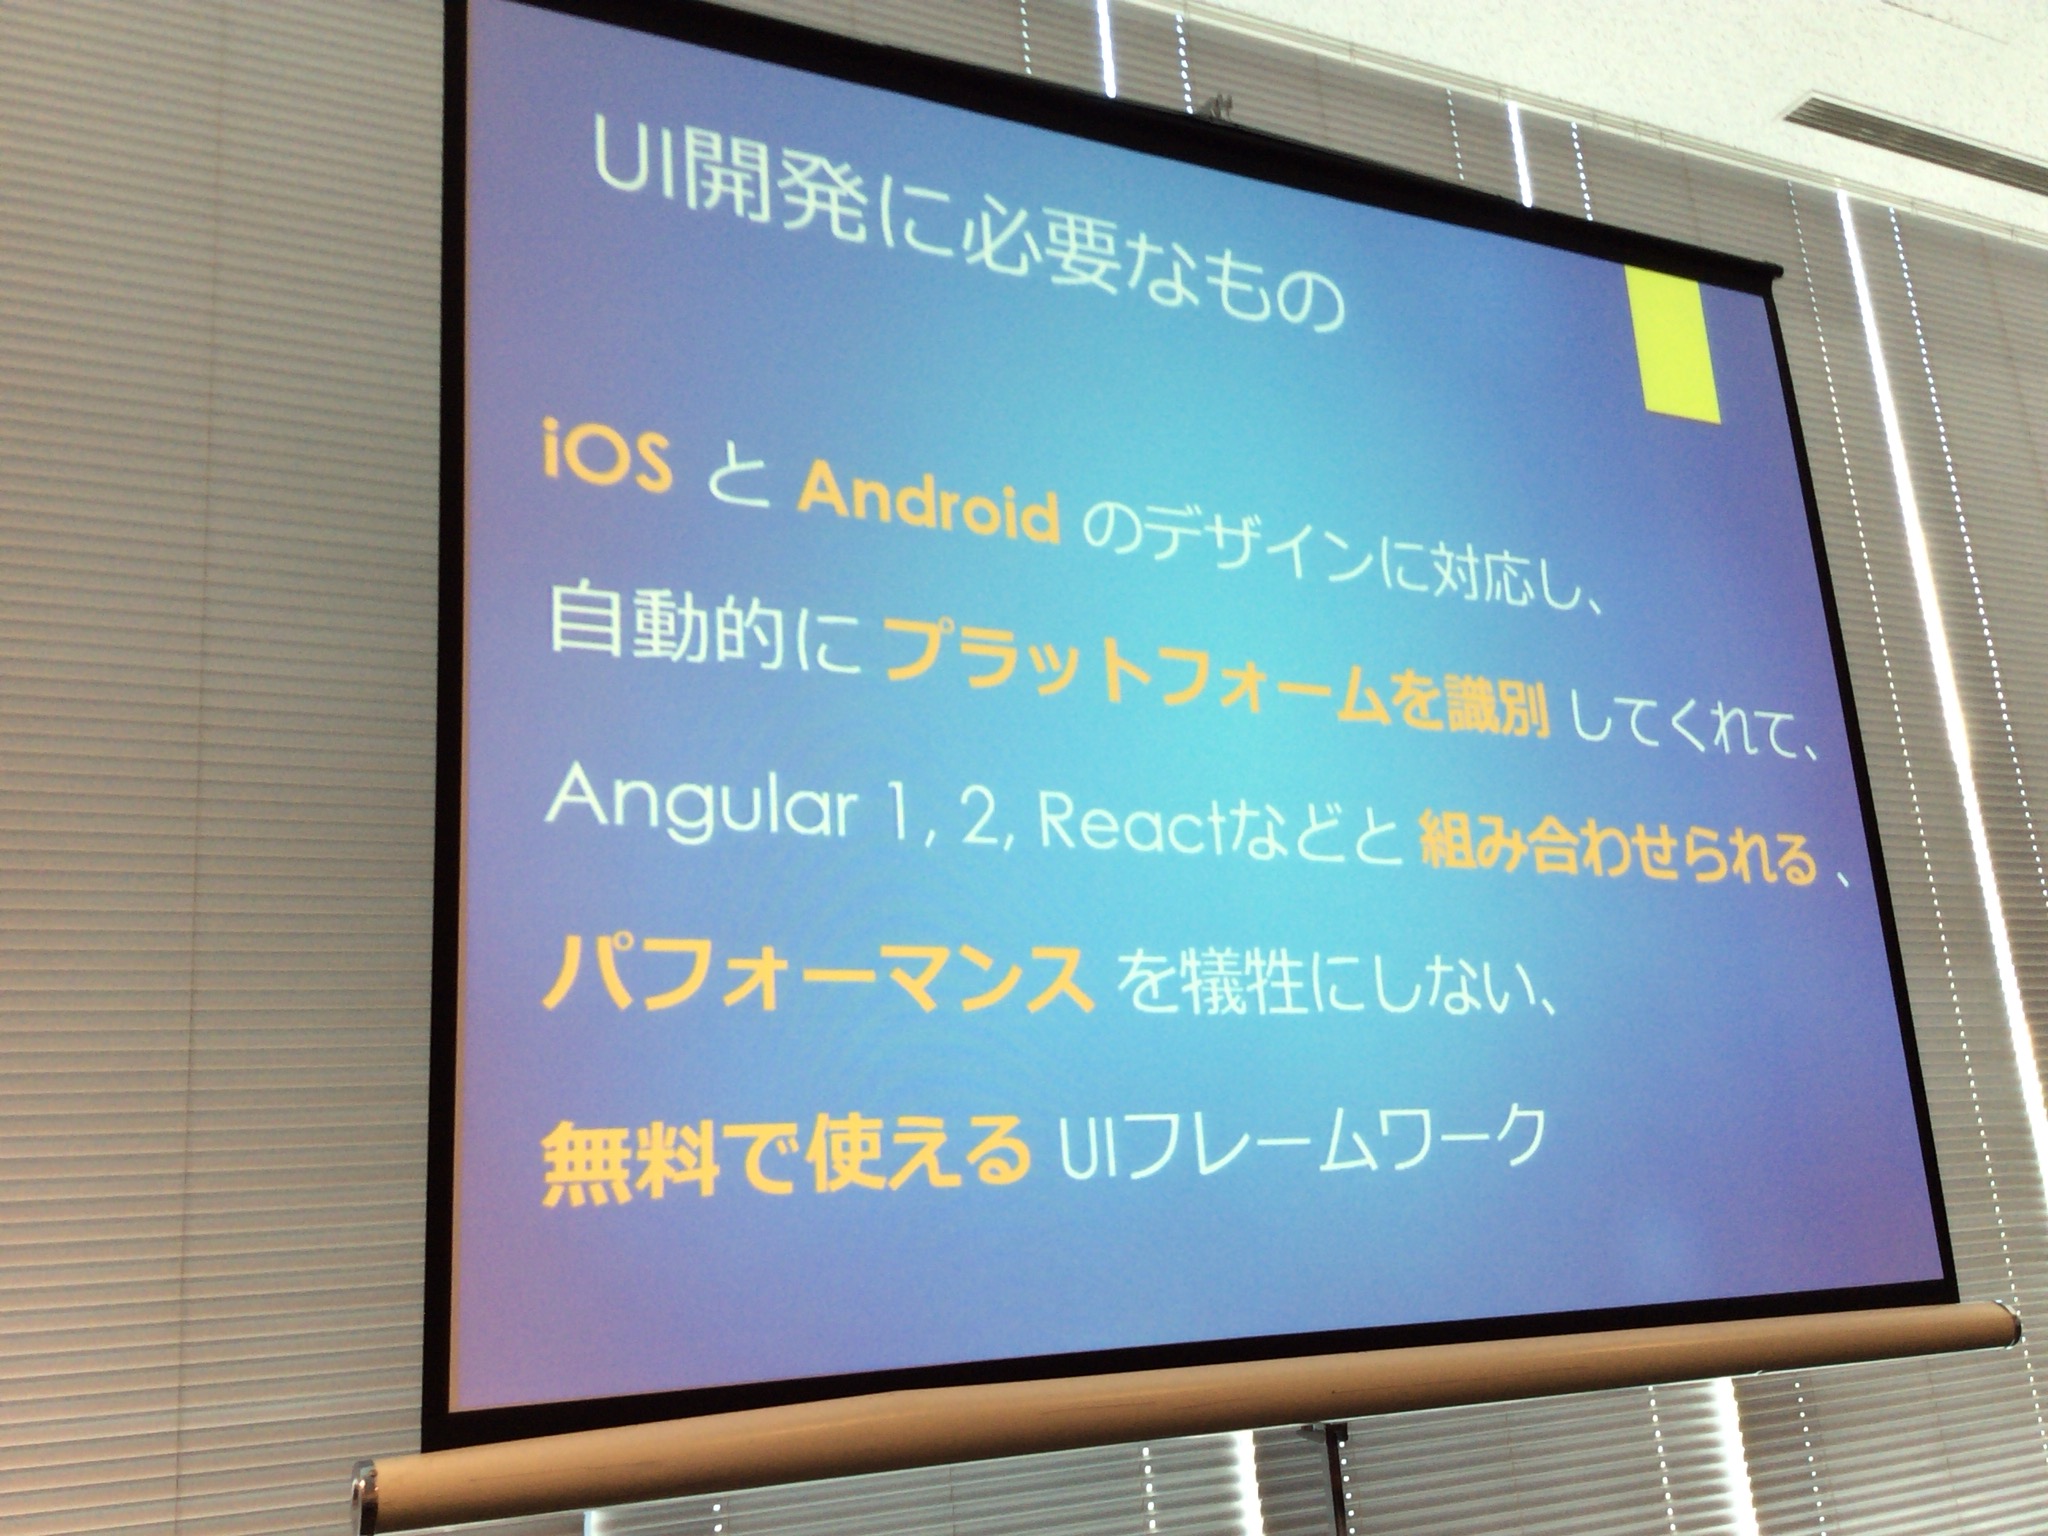 UI開発に必要なもの
iOS と Android のデザインに対応し、
自動的に プラットフォームを識別 してくれて、
Angular 1, 2, Reactなどと 組み合わせられる 、
パフォーマンス を犠牲にしない、
無料で使える UIフレームワーク